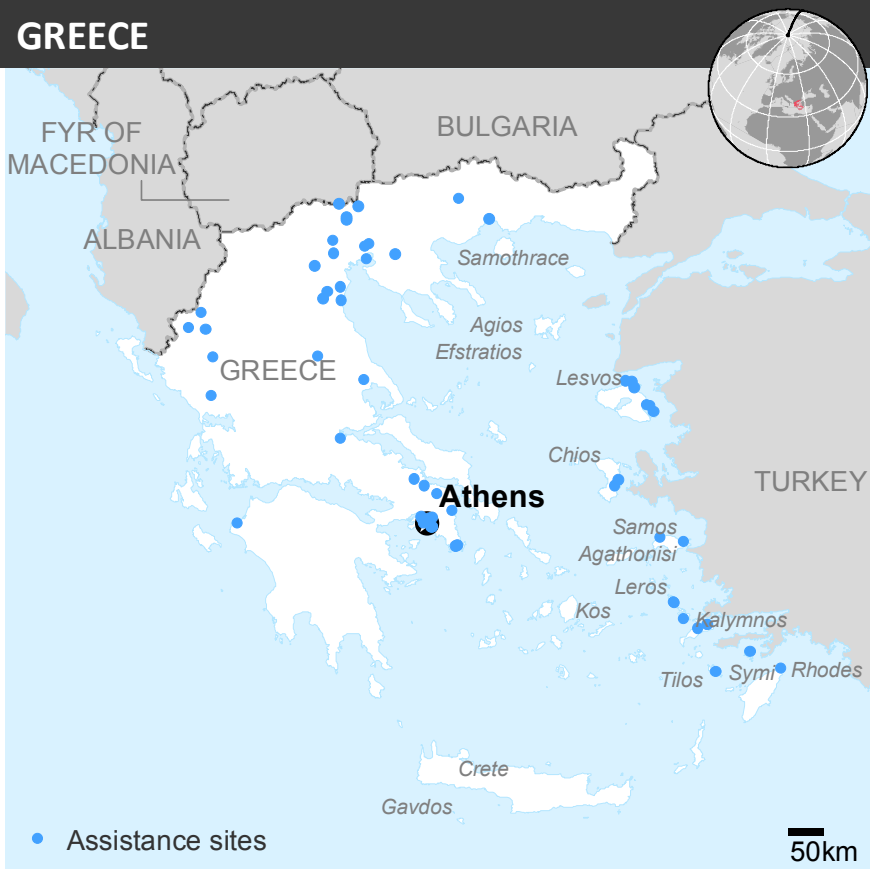 GREECE
FYR OF
MACEDONIA
BULGARIA
ALBANIA
Samothrace
Agios
Efstratios
GREECE
Lesvos
Chios
TURKEY
Athens
Samos
Agathonisi
Leros
Kos
Kalymnos
Tilos
Symi
Rhodes
Crete
Gavdos
Assistance sites
50km